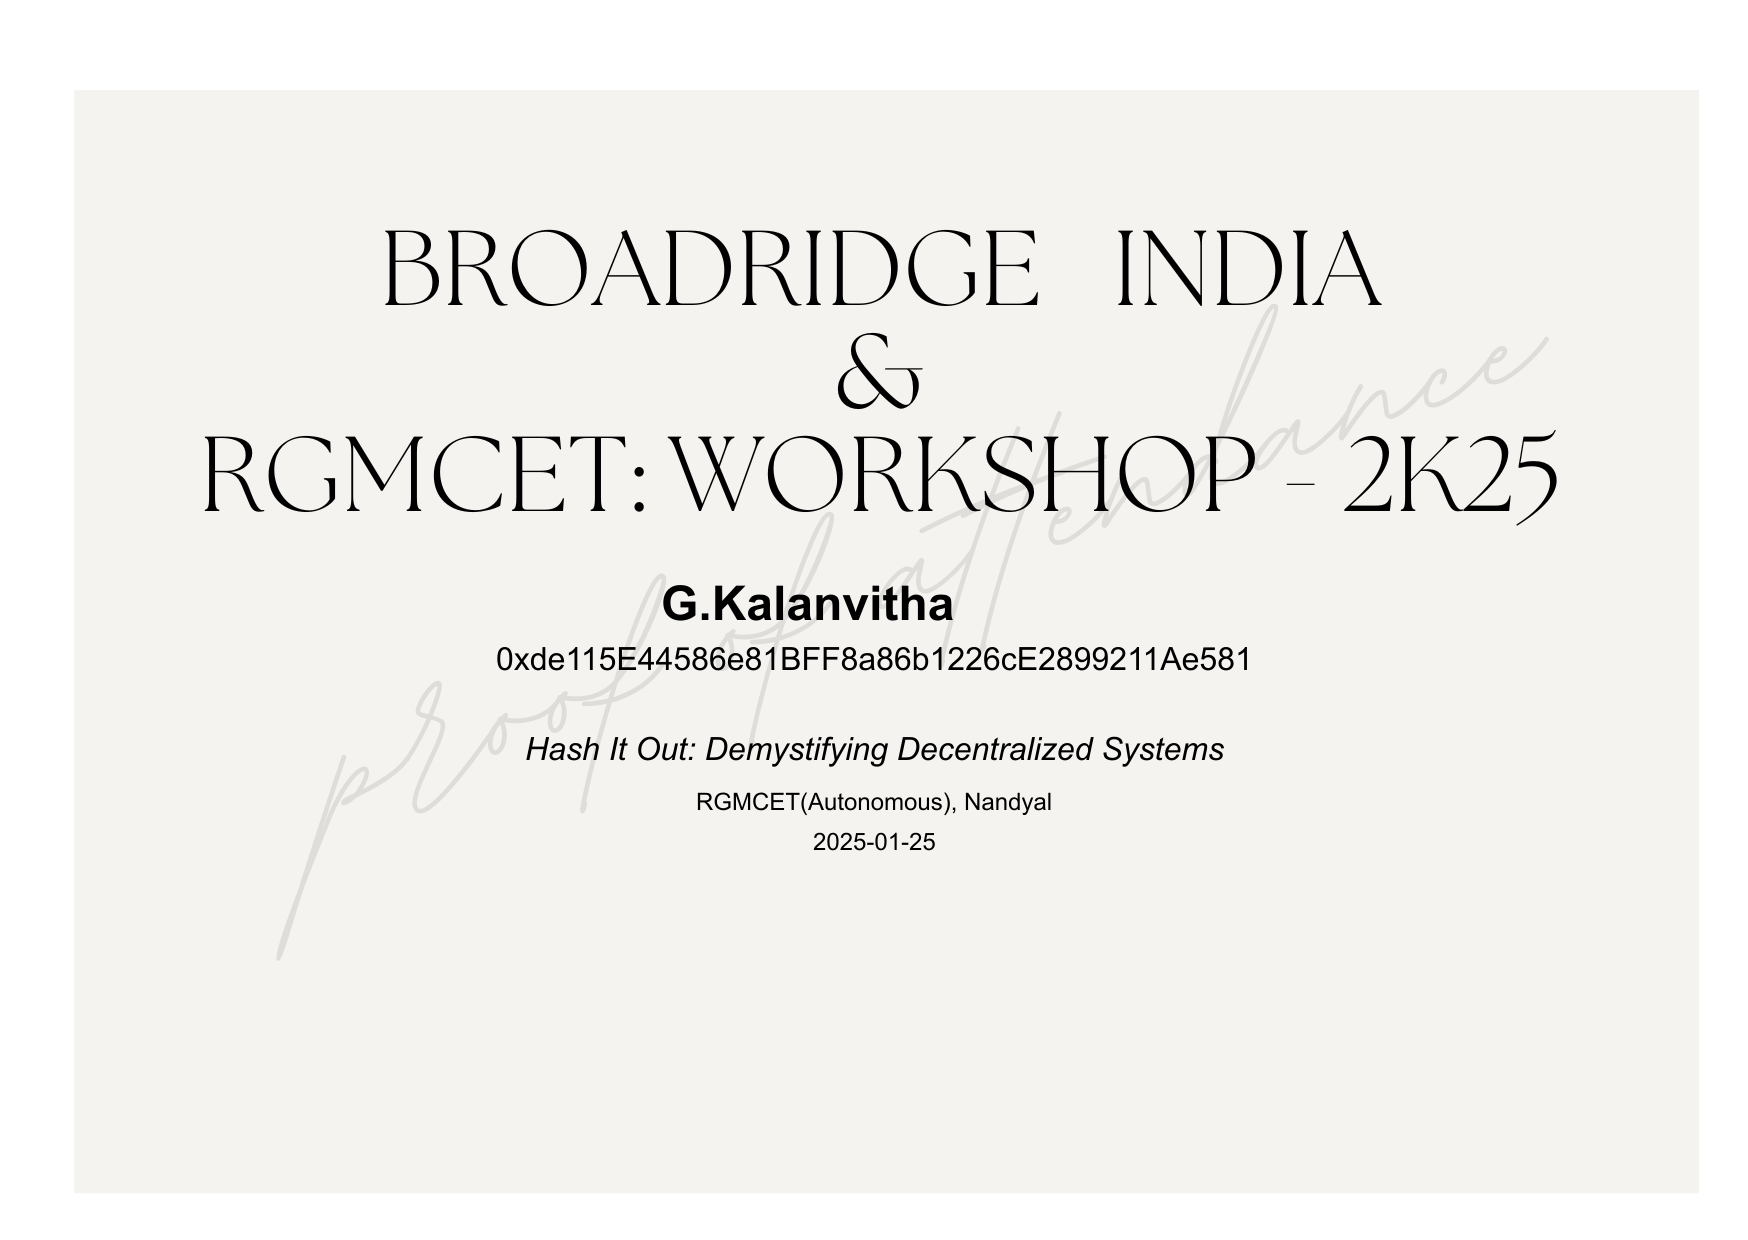 BROADRIDGE INDIA
&
RGMCET: WORKSHOP - 2K25
proof of attendance
G.Kalanvitha
0xde115E44586e81BFF8a86b1226cE2899211Ae581
Hash It Out: Demystifying Decentralized Systems
RGMCET(Autonomous), Nandyal
2025-01-25